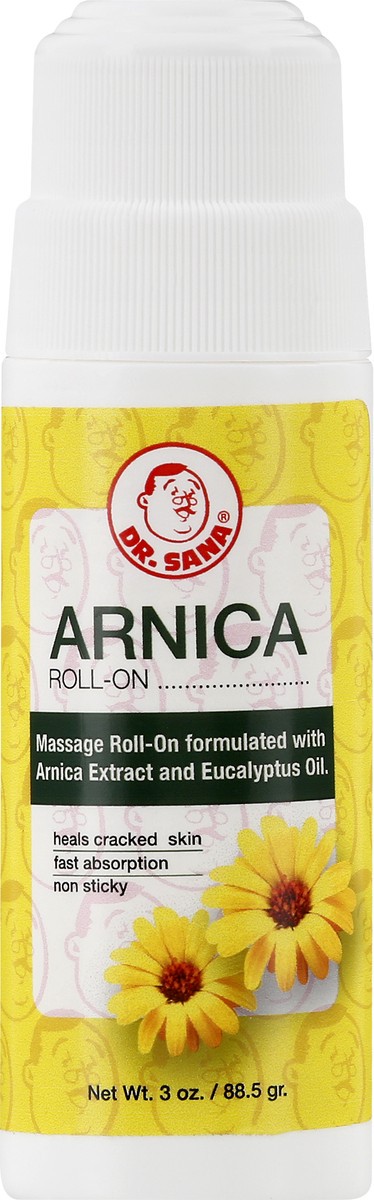 DR. SANA®
ARNICA
ROLL-ON ........................
Massage Roll-On formulated with
Arnica Extract and Eucalyptus Oil.
heals cracked skin
fast absorption
non sticky
Net Wt. 3 oz. / 88.5 gr.